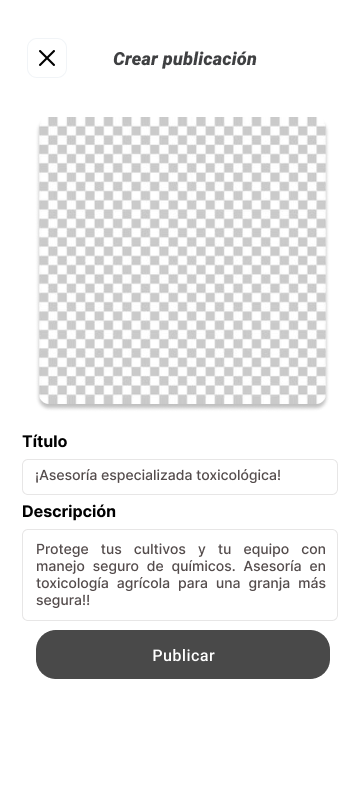 Crear publicación
Título
¡Asesoría especializada toxicológica!
Descripción
Protege tus cultivos y tu equipo con
manejo seguro de químicos. Asesoría en
toxicología agrícola para una granja más
segura!!
Publicar